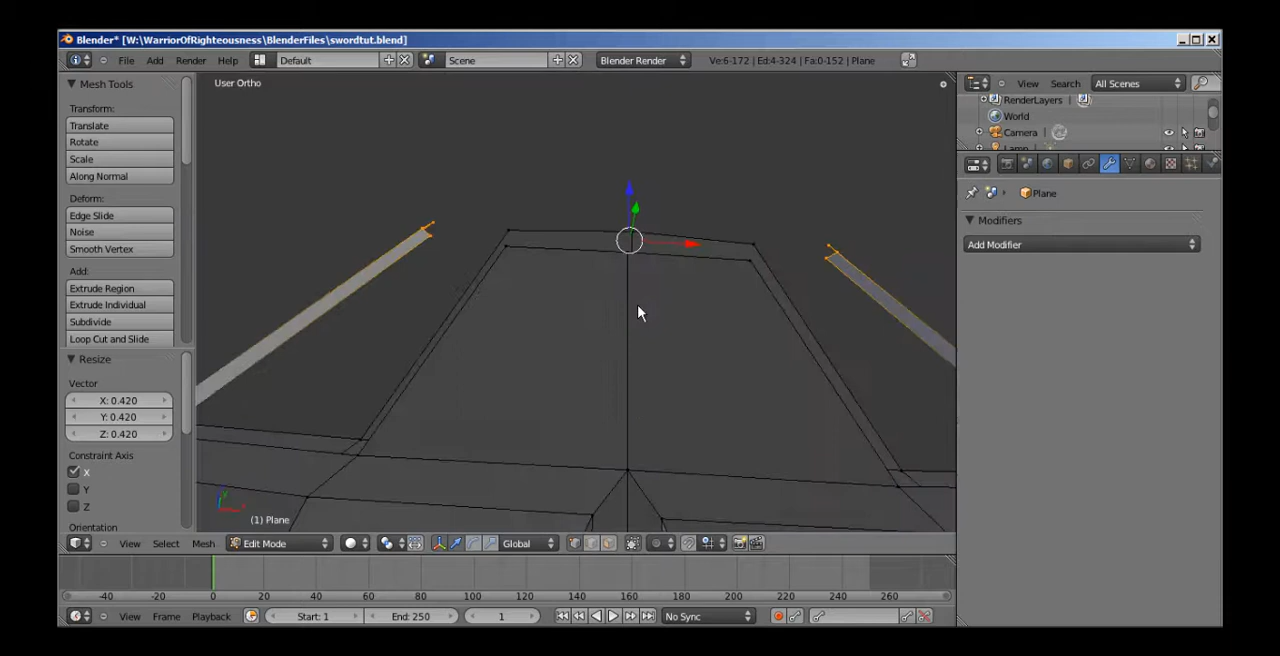 Blender* [W:\WarriorOfRighteousness\BlenderFiles\swordtut.blend]
File Add Render Help Default Scene Blender Render Ve:6-172 | Ed:4-324 | Fa:0-152 | Plane
Mesh Tools
Transform:
Translate
Rotate
Scale
Along Normal
Deform:
Edge Slide
Noise
Smooth Vertex
Add:
Extrude Region
Extrude Individual
Subdivide
Loop Cut and Slide
Resize
Vector
X: 0.420
Y: 0.420
Z: 0.420
Constraint Axis
X
Y
Z
Orientation
User Ortho
(1) Plane
View Search All Scenes
RenderLayers
World
Camera
Lamp
Plane
Modifiers
Add Modifier
View Select Mesh Edit Mode Global
-40 -20 0 20 40 60 80 100 120 140 160 180 200 220 240 260
View Frame Playback Start: 1 End: 250 1 No Sync